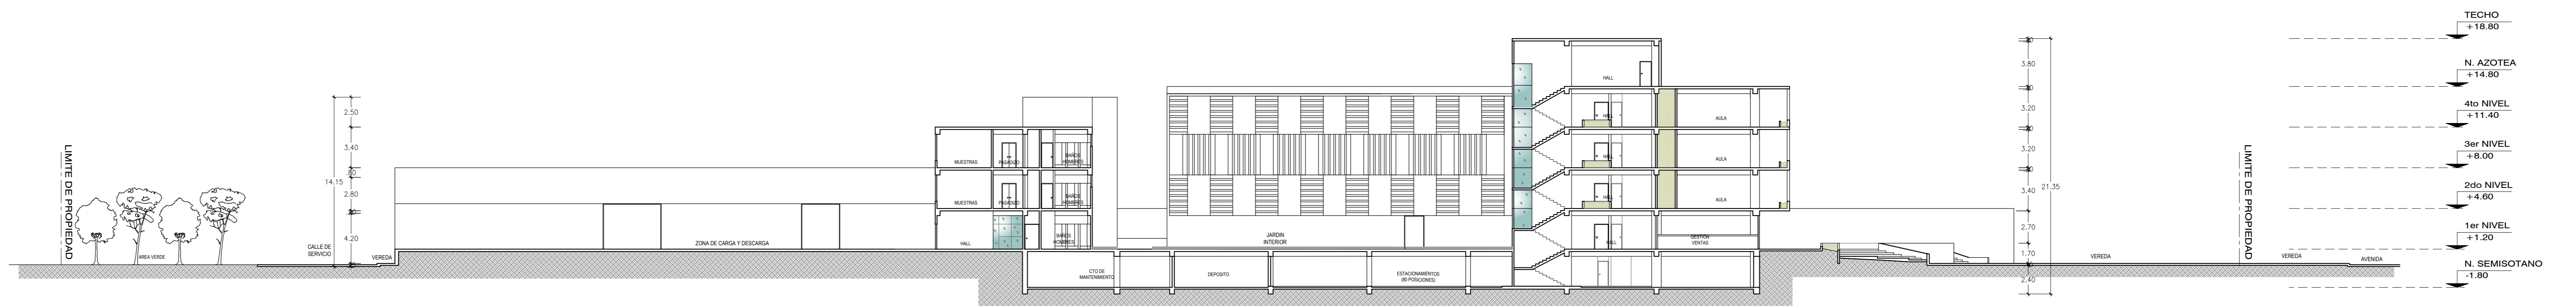 TECHO
+18.80
N. AZOTEA
+14.80
4to NIVEL
+11.40
3er NIVEL
+8.00
2do NIVEL
+4.60
1er NIVEL
+1.20
N. SEMISOTANO
-1.80
LIMITE DE PROPIEDAD
AREA VERDE
CALLE DE
SERVICIO
VEREDA
14.15
2.50
3.40
2.80
4.20
ZONA DE CARGA Y DESCARGA
MUESTRAS
PASADIZO
BAÑOS
HOMBRES
MUESTRAS
PASADIZO
BAÑOS
HOMBRES
HALL
BAÑOS
HOMBRES
CTO DE
MANTENIMIENTO
DEPOSITO
ESTACIONAMIENTOS
(60 POSICIONES)
JARDIN
INTERIOR
HALL
HALL
AULA
HALL
AULA
HALL
AULA
HALL
GESTION
VENTAS
3.80
3.20
3.20
3.40
2.70
1.70
2.40
21.35
VEREDA
LIMITE DE PROPIEDAD
VEREDA
AVENIDA